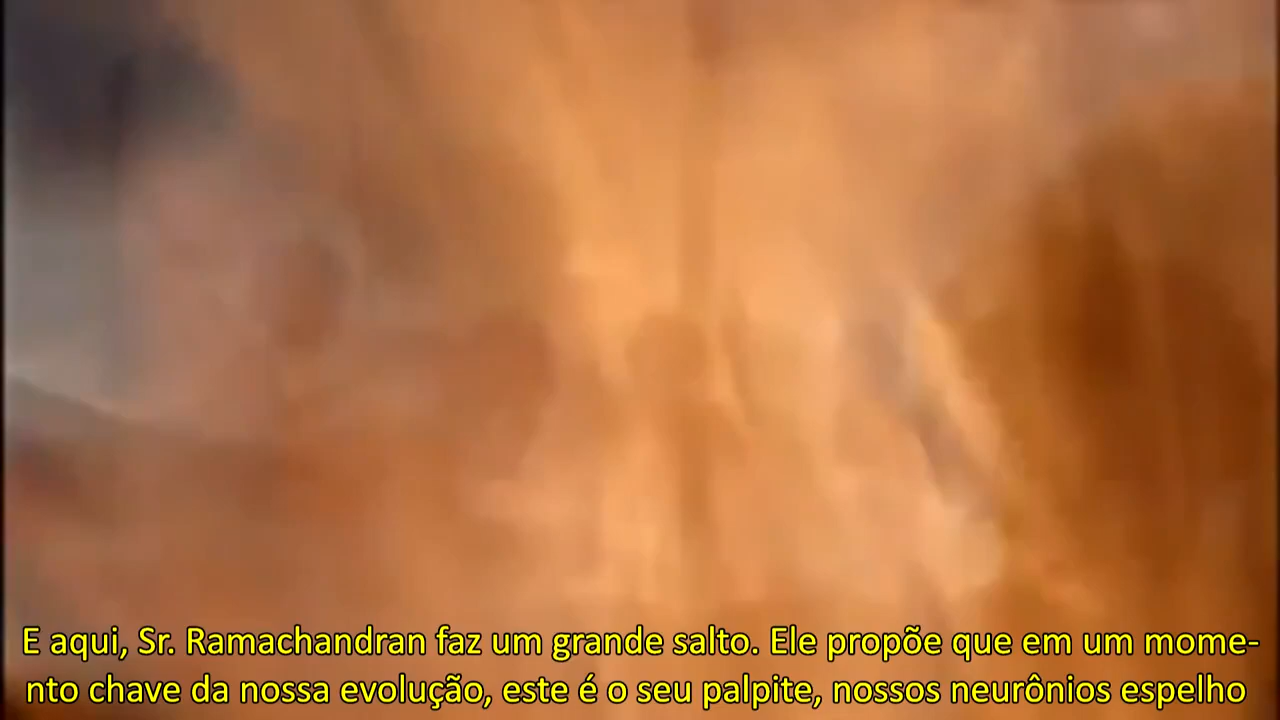 E aqui, Sr. Ramachandran faz um grande salto. Ele propõe que em um mome-
nto chave da nossa evolução, este é o seu palpite, nossos neurônios espelho